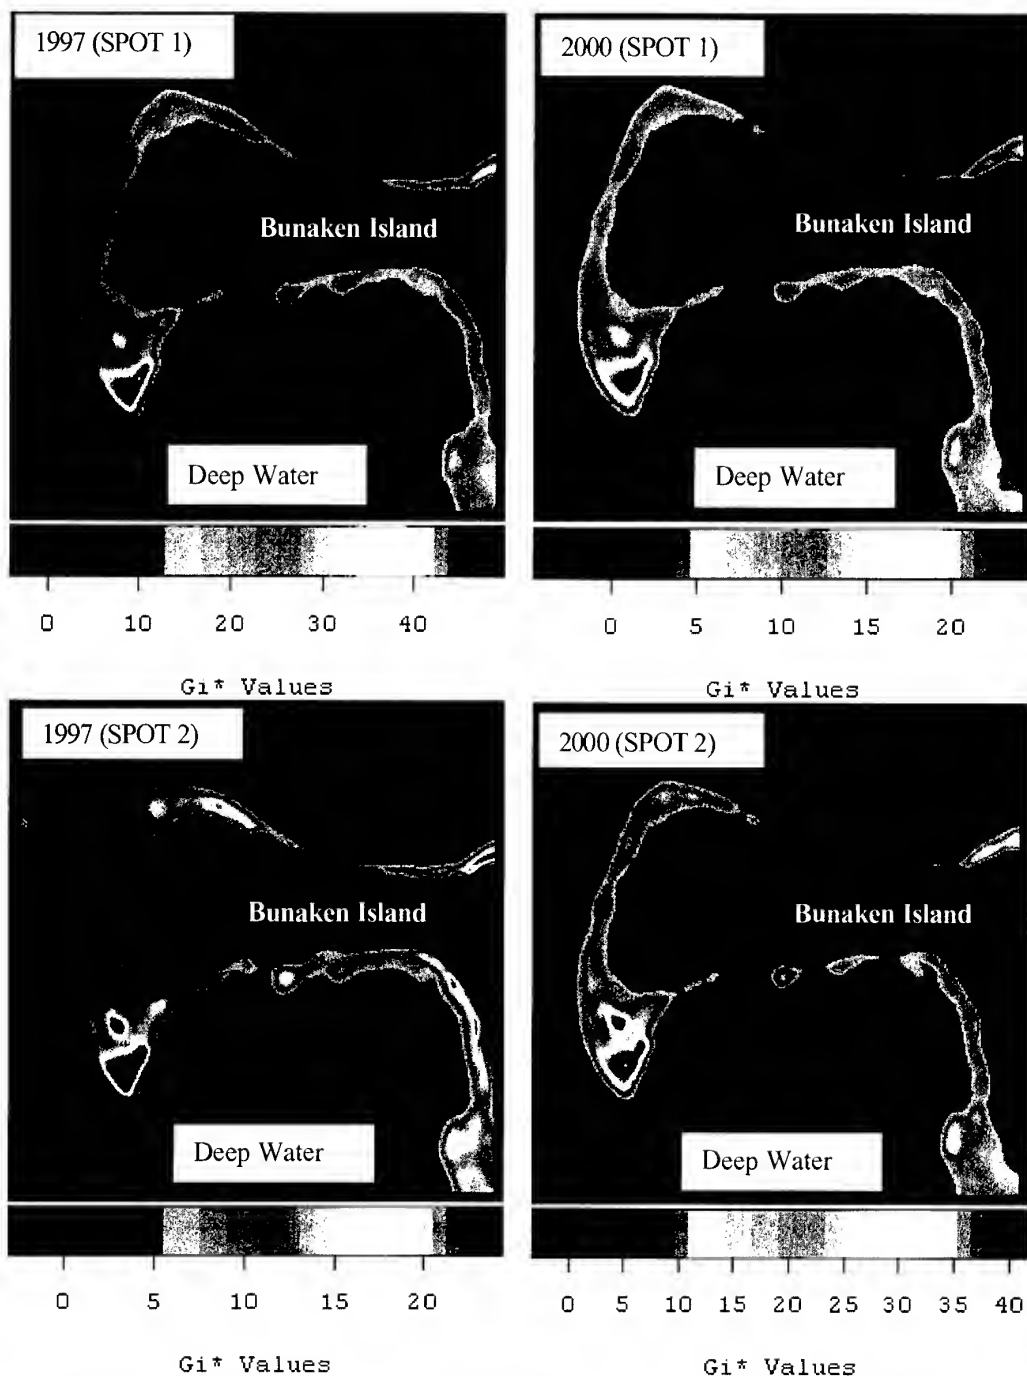 1997 (SPOT 1)
Bunaken Island
Deep Water
0 10 20 30 40
Gi* Values
2000 (SPOT 1)
Bunaken Island
Deep Water
0 5 10 15 20
Gi* Values
1997 (SPOT 2)
Bunaken Island
Deep Water
0 5 10 15 20
Gi* Values
2000 (SPOT 2)
Bunaken Island
Deep Water
0 5 10 15 20 25 30 35 40
Gi* Values